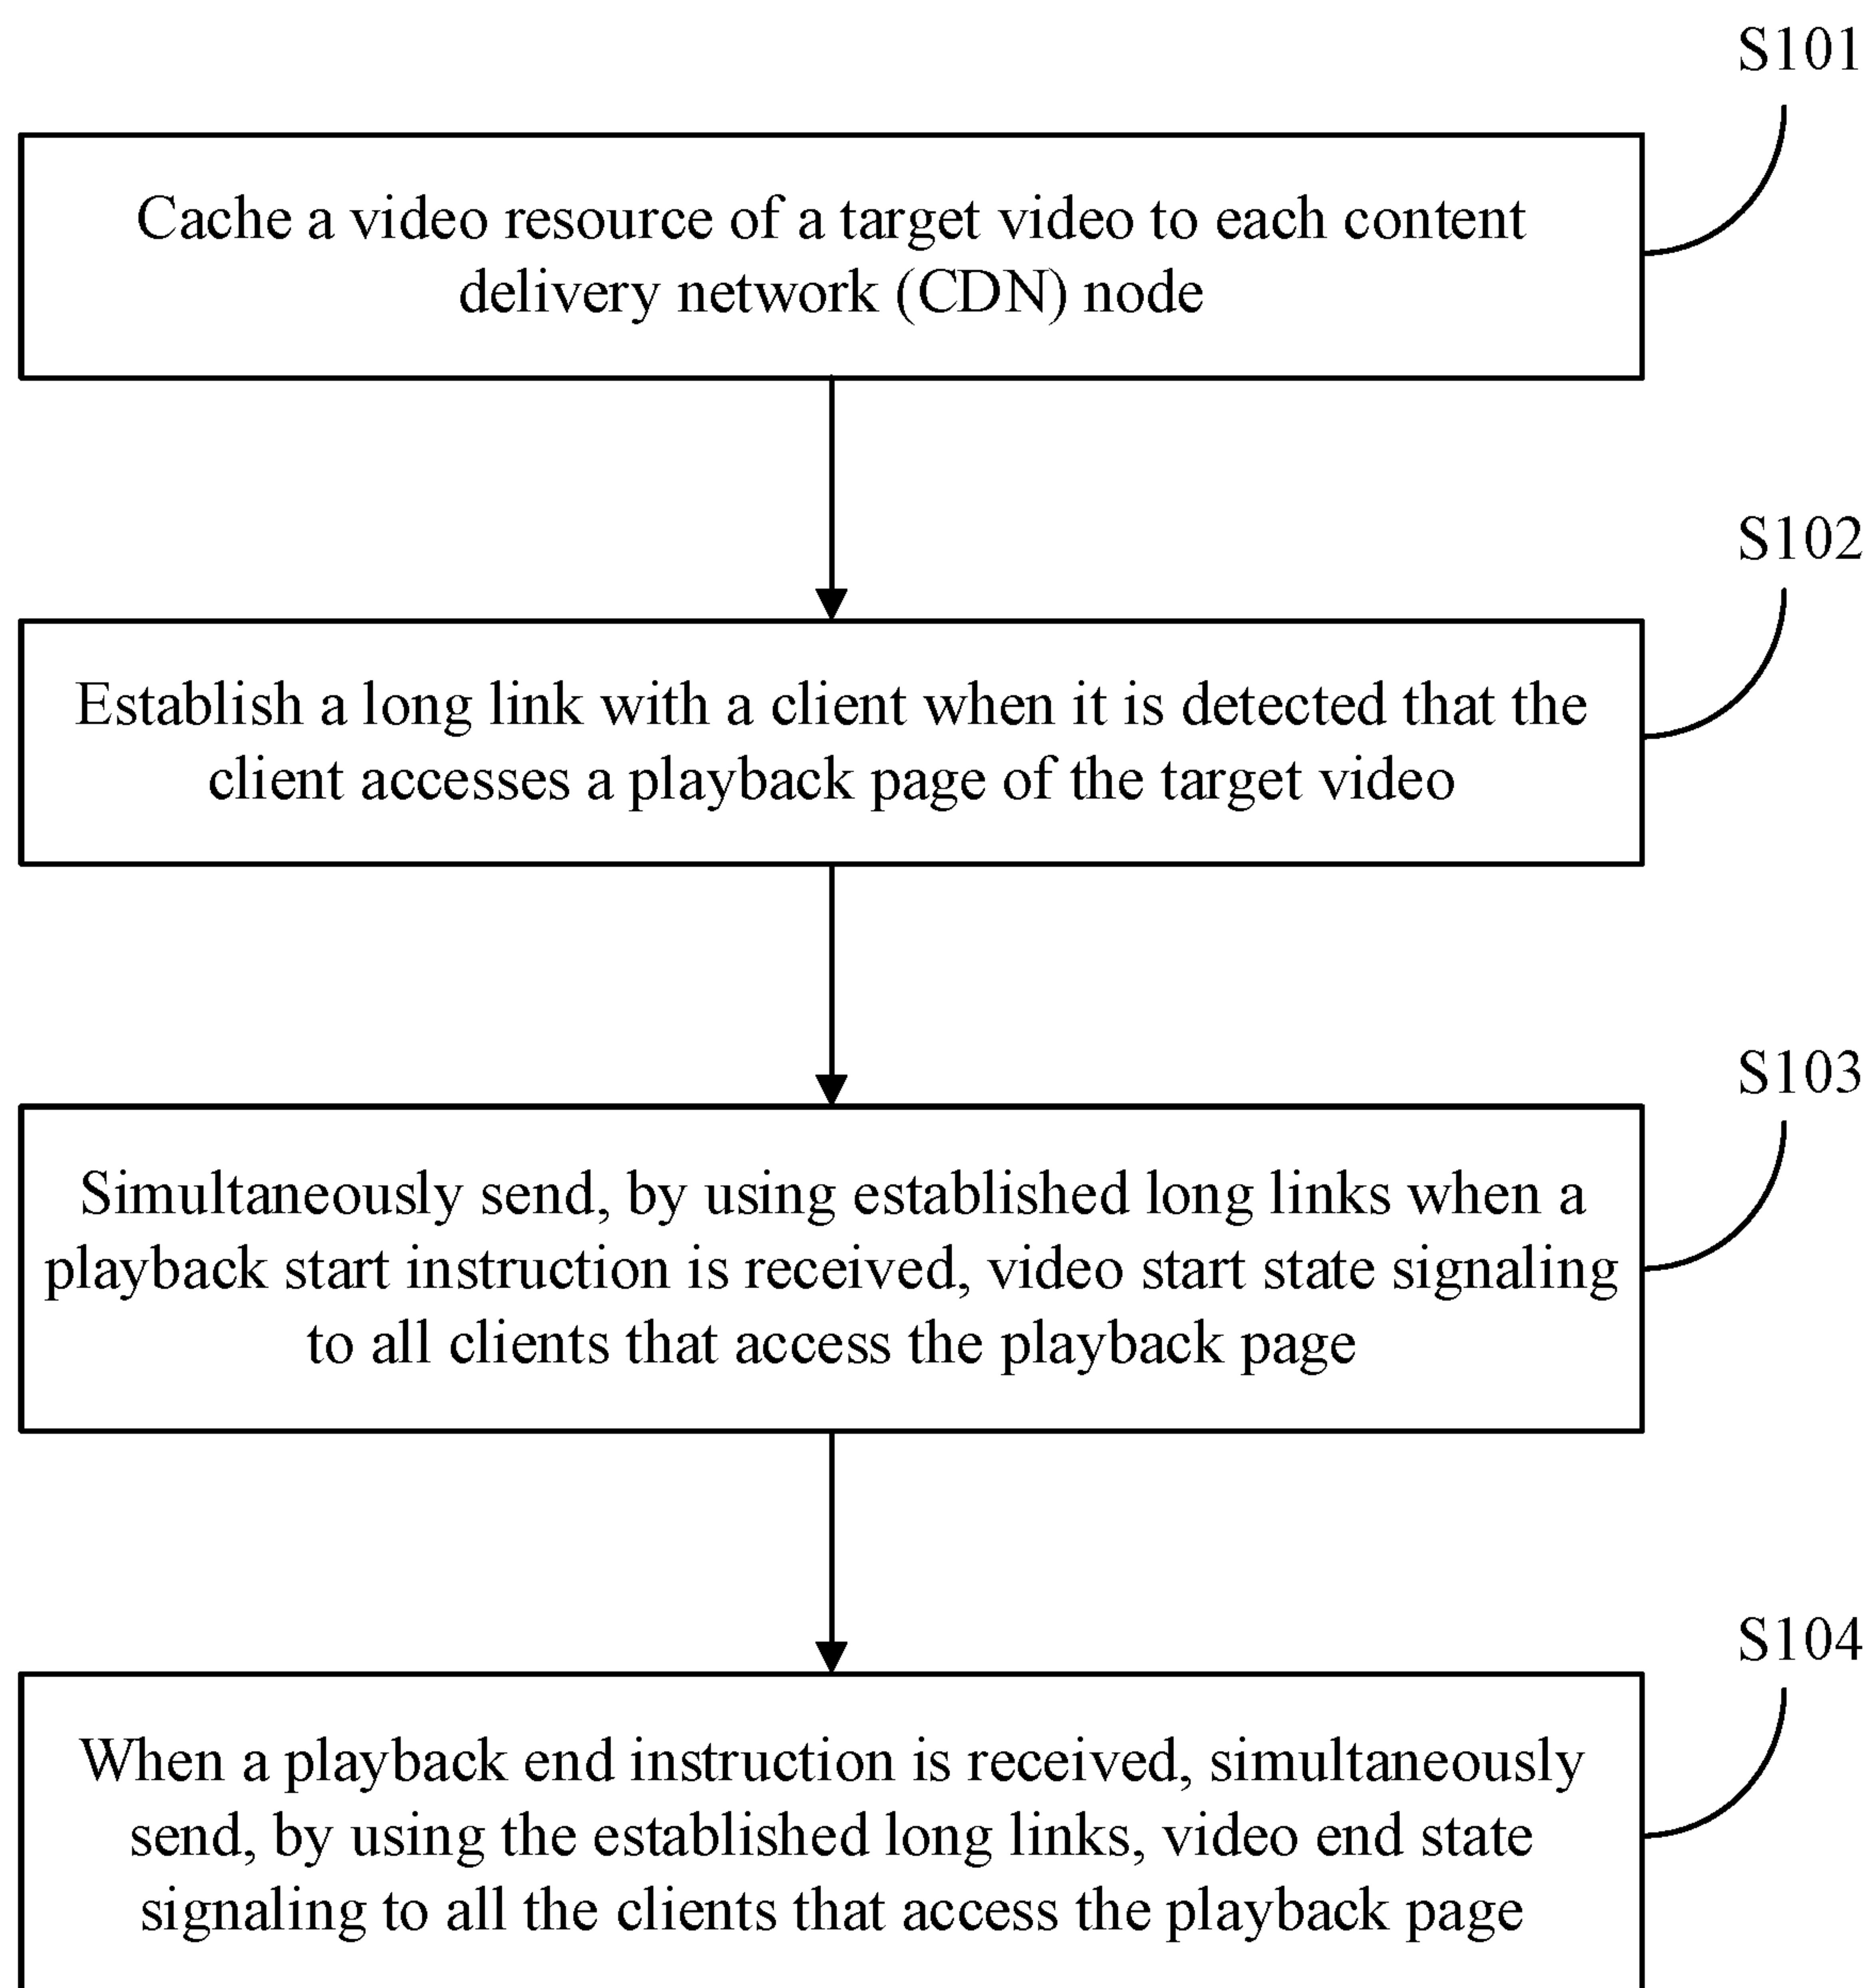 S101
Cache a video resource of a target video to each content
delivery network (CDN) node
S102
Establish a long link with a client when it is detected that the
client accesses a playback page of the target video
S103
Simultaneously send, by using established long links when a
playback start instruction is received, video start state signaling
to all clients that access the playback page
S104
When a playback end instruction is received, simultaneously
send, by using the established long links, video end state
signaling to all the clients that access the playback page